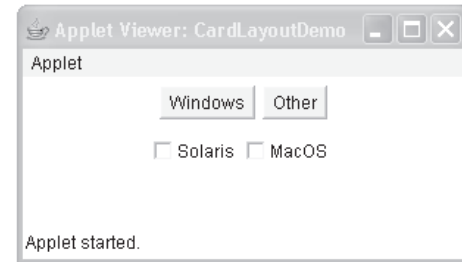 Applet Viewer: CardLayoutDemo
Applet
Windows Other
Solaris MacOS
Applet started.